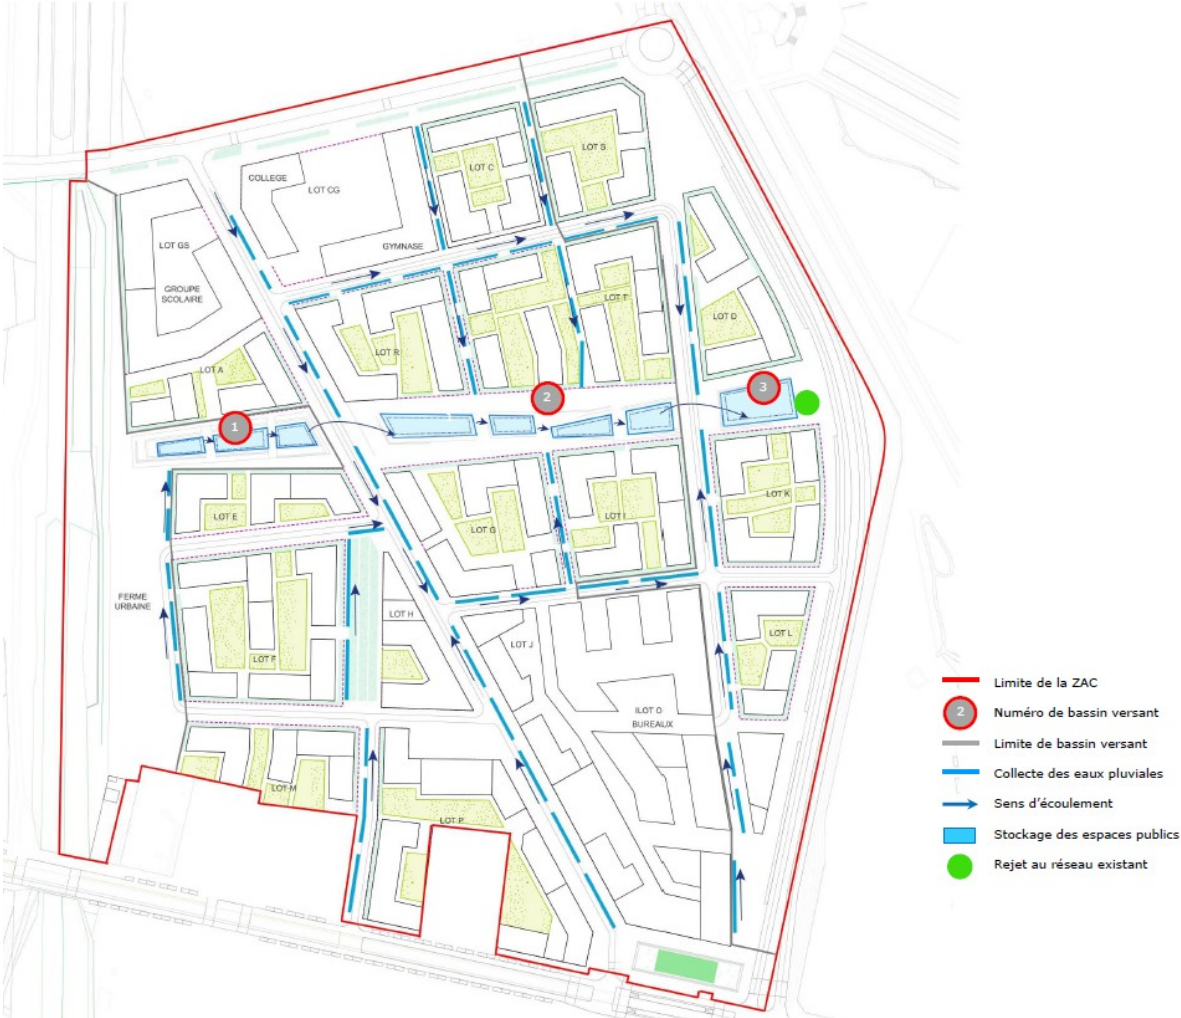 LOT S
LOT C
COLLEGE
LOT CG
LOT GS
GYMNASE
GROUPE
SCOLAIRE
LOT T
LOT D
LOT R
LOT A
3
2
1
LOT K
LOT E
LOT I
LOT G
FERME
URBAINE
LOT H
LOT L
LOT J
LOT F
ILOT O
BUREAUX
LOT M
LOT P
Limite de la ZAC
2
Numéro de bassin versant
Limite de bassin versant
Collecte des eaux pluviales
Sens d'écoulement
Stockage des espaces publics
Rejet au réseau existant